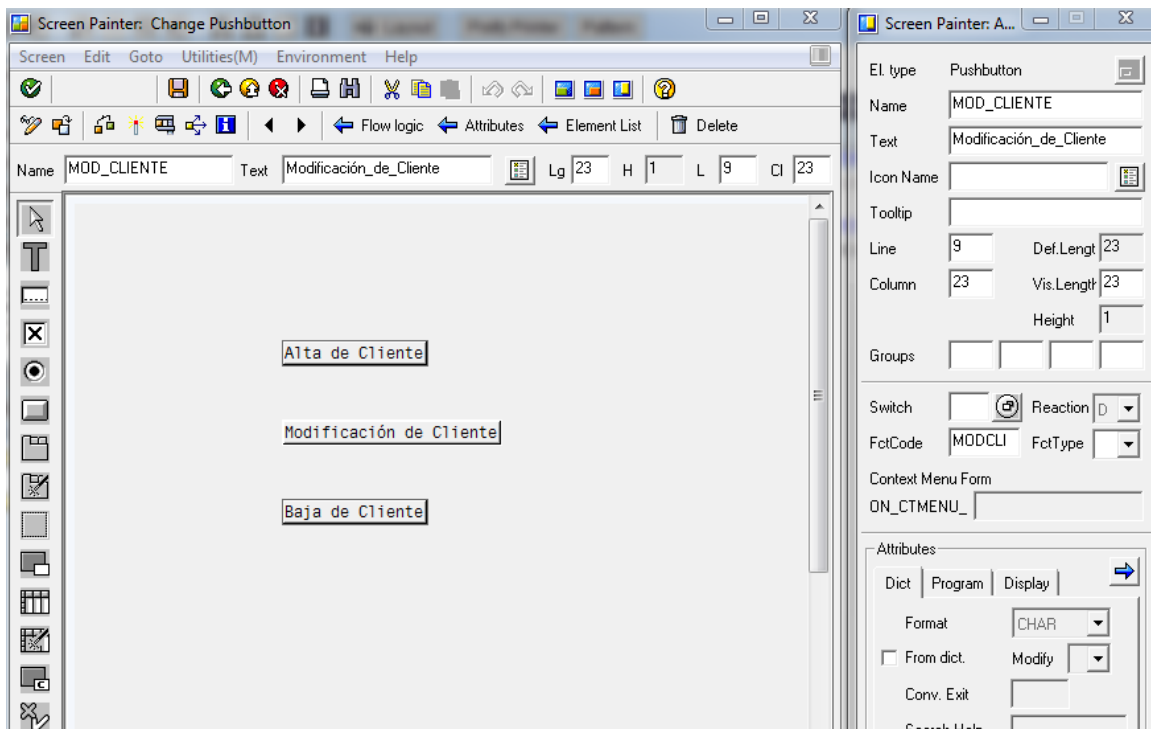 Screen Painter: Change Pushbutton
Screen Edit Goto Utilities(M) Environment Help
Flow logic Attributes Element List Delete
Name MOD_CLIENTE Text Modificación_de_Cliente Lg 23 H 1 L 9 Cl 23
Alta de Cliente
Modificación de Cliente
Baja de Cliente
Screen Painter: A...
El. type Pushbutton
Name MOD_CLIENTE
Text Modificación_de_Cliente
Icon Name
Tooltip
Line 9 Def.Lengt 23
Column 23 Vis.Length 23
Height 1
Groups
Switch Reaction D
FctCode MODCLI FctType
Context Menu Form
ON_CTMENU_
Attributes
Dict Program Display
Format CHAR
From dict. Modify
Conv. Exit
Search Help